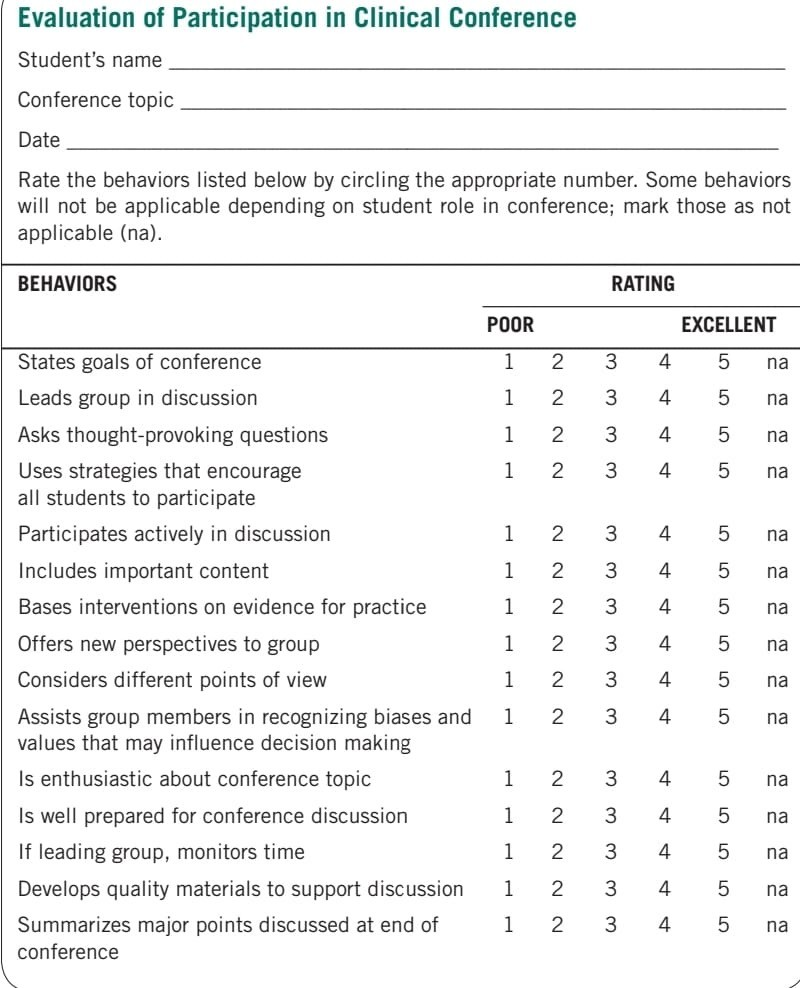 Evaluation of Participation in Clinical Conference
Student's name
Conference topic
Date
Rate the behaviors listed below by circling the appropriate number. Some behaviors
will not be applicable depending on student role in conference; mark those as not
applicable (na).
BEHAVIORS RATING
POOR EXCELLENT
States goals of conference 1 2 3 4 5 na
Leads group in discussion 1 2 3 4 5 na
Asks thought-provoking questions 1 2 3 4 5 na
Uses strategies that encourage 1 2 3 4 5 na
all students to participate
Participates actively in discussion 1 2 3 4 5 na
Includes important content 1 2 3 4 5 na
Bases interventions on evidence for practice 1 2 3 4 5 na
Offers new perspectives to group 1 2 3 4 5 na
Considers different points of view 1 2 3 4 5 na
Assists group members in recognizing biases and 1 2 3 4 5 na
values that may influence decision making
Is enthusiastic about conference topic 1 2 3 4 5 na
Is well prepared for conference discussion 1 2 3 4 5 na
If leading group, monitors time 1 2 3 4 5 na
Develops quality materials to support discussion 1 2 3 4 5 na
Summarizes major points discussed at end of 1 2 3 4 5 na
conference